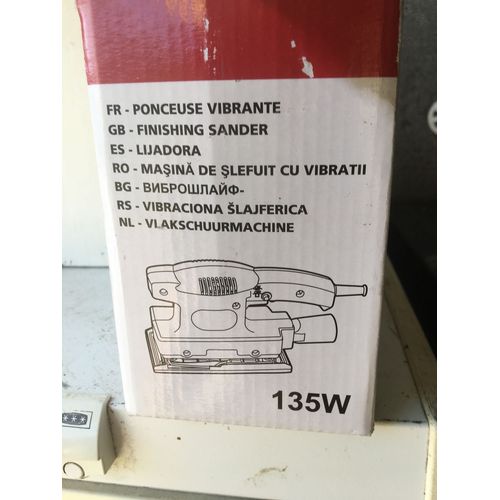 FR - PONCEUSE VIBRANTE
GB - FINISHING SANDER
ES - LIJADORA
RO - MAŞINĂ DE ŞLEFUIT CU VIBRATII
BG - ВИБРОШЛАЙФ-
RS - VIBRACIONA ŠLAJFERICA
NL - VLAKSCHUURMACHINE
135W